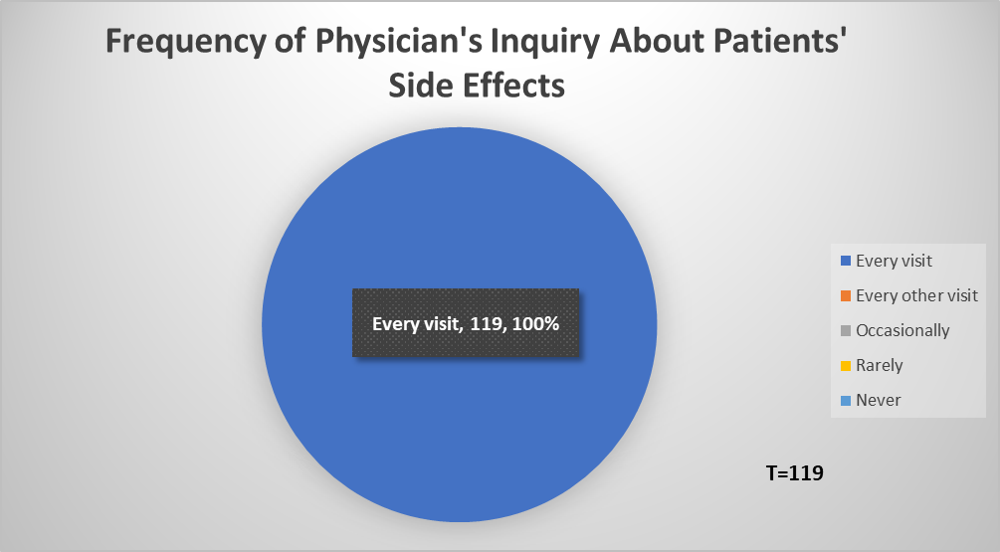 Frequency of Physician's Inquiry About Patients'
Side Effects
Every visit, 119, 100%
Every visit
Every other visit
Occasionally
Rarely
Never
T=119